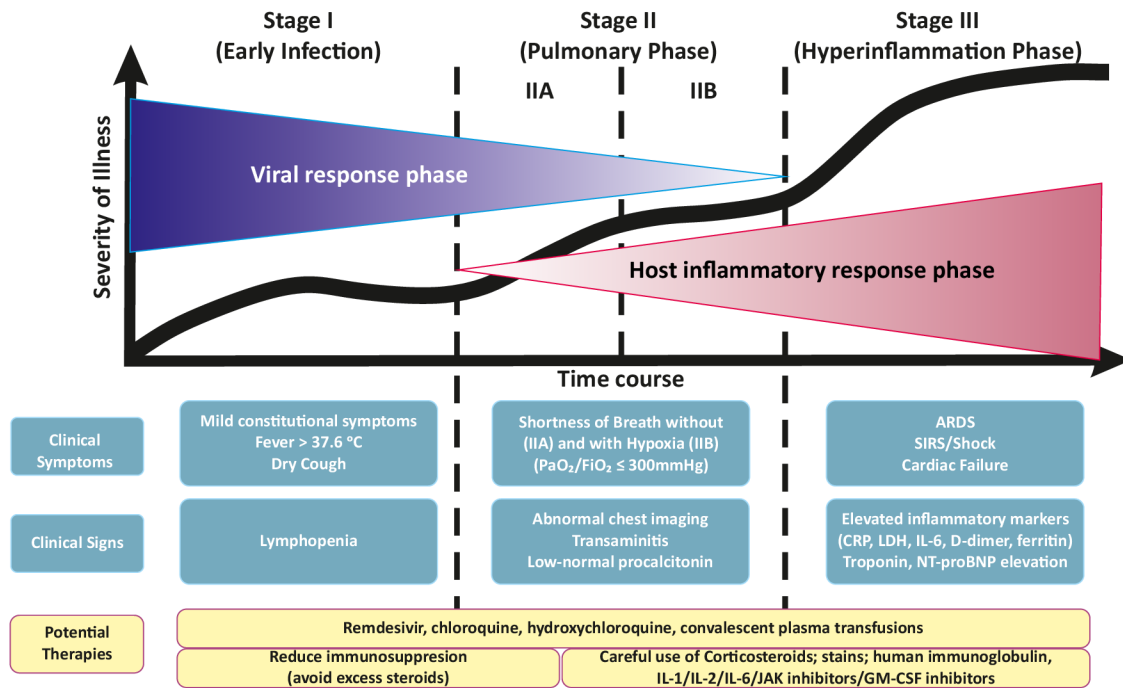 Stage I
(Early Infection)
Stage II
(Pulmonary Phase)
Stage III
(Hyperinflammation Phase)
IIA
IIB
Severity of Illness
Viral response phase
Host inflammatory response phase
Time course
Clinical
Symptoms
Mild constitutional symptoms
Fever > 37.6 °C
Dry Cough
Shortness of Breath without
(IIA) and with Hypoxia (IIB)
(PaO₂/FiO₂ ≤ 300mmHg)
ARDS
SIRS/Shock
Cardiac Failure
Clinical Signs
Lymphopenia
Abnormal chest imaging
Transaminitis
Low-normal procalcitonin
Elevated inflammatory markers
(CRP, LDH, IL-6, D-dimer, ferritin)
Troponin, NT-proBNP elevation
Potential
Therapies
Remdesivir, chloroquine, hydroxychloroquine, convalescent plasma transfusions
Reduce immunosuppresion
(avoid excess steroids)
Careful use of Corticosteroids; stains; human immunoglobulin,
IL-1/IL-2/IL-6/JAK inhibitors/GM-CSF inhibitors